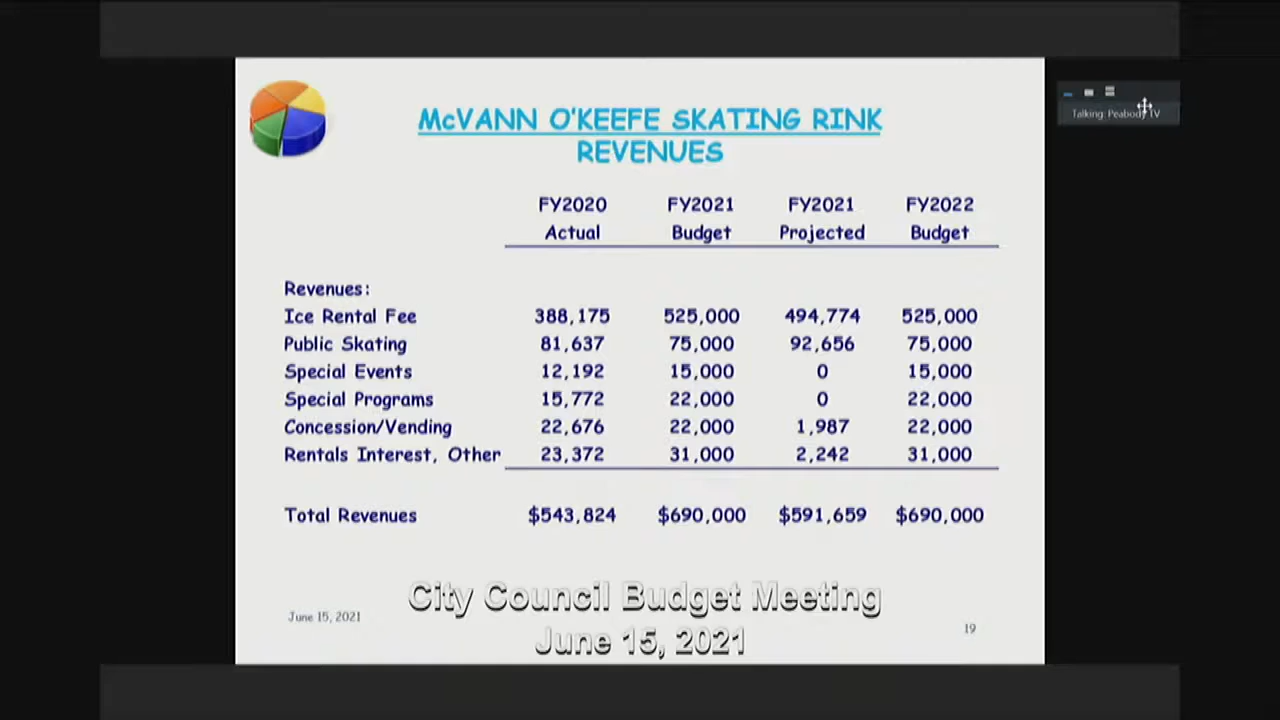 McVANN O'KEEFE SKATING RINK
REVENUES
Talking: Peabody TV
FY2020 FY2021 FY2021 FY2022
Actual Budget Projected Budget
Revenues:
Ice Rental Fee 388,175 525,000 494,774 525,000
Public Skating 81,637 75,000 92,656 75,000
Special Events 12,192 15,000 0 15,000
Special Programs 15,772 22,000 0 22,000
Concession/Vending 22,676 22,000 1,987 22,000
Rentals Interest, Other 23,372 31,000 2,242 31,000
Total Revenues $543,824 $690,000 $591,659 $690,000
City Council Budget Meeting
June 15, 2021
June 15, 2021
19